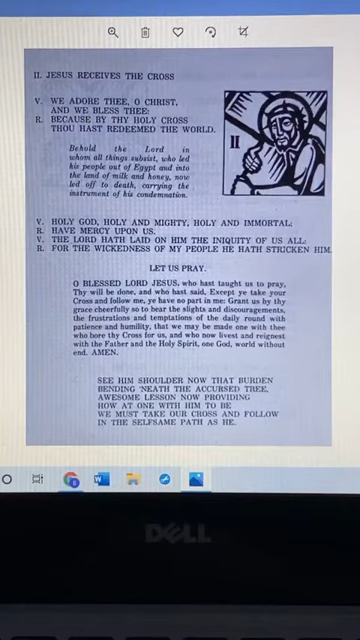 II. JESUS RECEIVES THE CROSS
V. WE ADORE THEE, O CHRIST,
AND WE BLESS THEE:
R. BECAUSE BY THY HOLY CROSS
THOU HAST REDEEMED THE WORLD.
II
Behold the Lord in
whom all things subsist, who led
his people out of Egypt and into
the land of milk and honey, now
led off to death, carrying the
instrument of his condemnation.
V. HOLY GOD, HOLY AND MIGHTY, HOLY AND IMMORTAL:
R. HAVE MERCY UPON US.
V. THE LORD HATH LAID ON HIM THE INIQUITY OF US ALL:
R. FOR THE WICKEDNESS OF MY PEOPLE HE HATH STRICKEN HIM.
LET US PRAY.
O BLESSED LORD JESUS, who hast taught us to pray,
Thy will be done, and who hast said, Except ye take your
Cross and follow me, ye have no part in me: Grant us by thy
grace cheerfully so to bear the slights and discouragements,
the frustrations and temptations of the daily round with
patience and humility, that we may be made one with thee
who bore thy Cross for us, and who now livest and reignest
with the Father and the Holy Spirit, one God, world without
end. AMEN.
SEE HIM SHOULDER NOW THAT BURDEN
BENDING 'NEATH THE ACCURSED TREE,
AWESOME LESSON NOW PROVIDING
HOW AT ONE WITH HIM TO BE
WE MUST TAKE OUR CROSS AND FOLLOW
IN THE SELFSAME PATH AS HE.
DELL